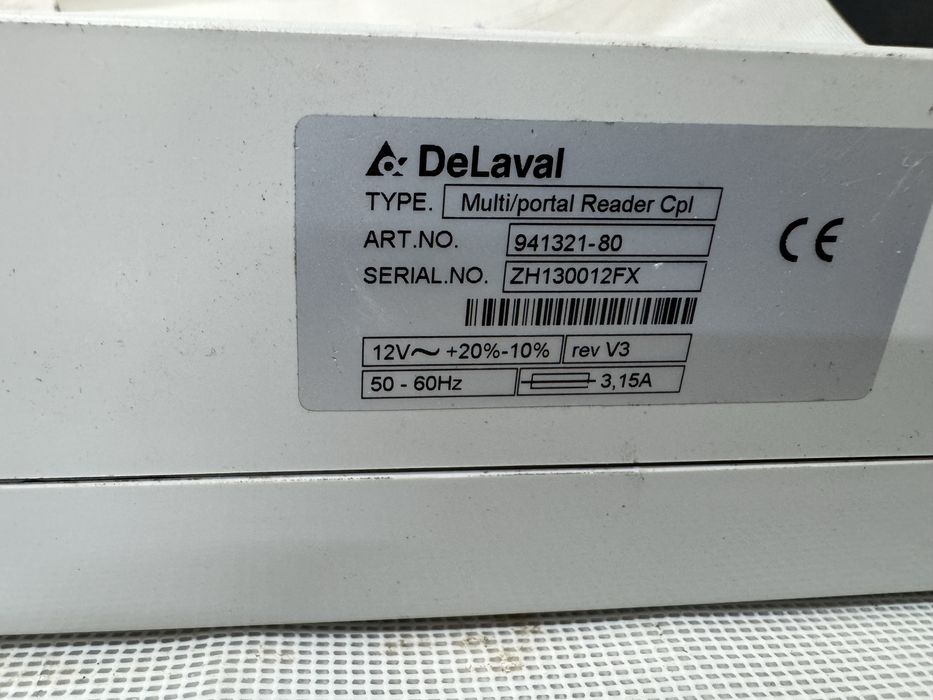 DeLaval
TYPE. Multi/portal Reader Cpl
ART.NO. 941321-80
SERIAL.NO. ZH130012FX
CE
12V~ +20%-10% rev V3
50 - 60Hz 3,15A